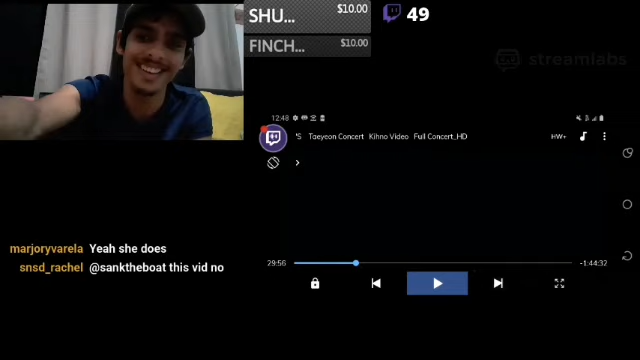 SHU... $10.00
FINCH... $10.00
49
streamlabs
12:48
'S Taeyeon Concert Kihno Video Full Concert_HD
HW+
marjoryvarela Yeah she does
snsd_rachel @sanktheboat this vid no
29:56
-1:44:32